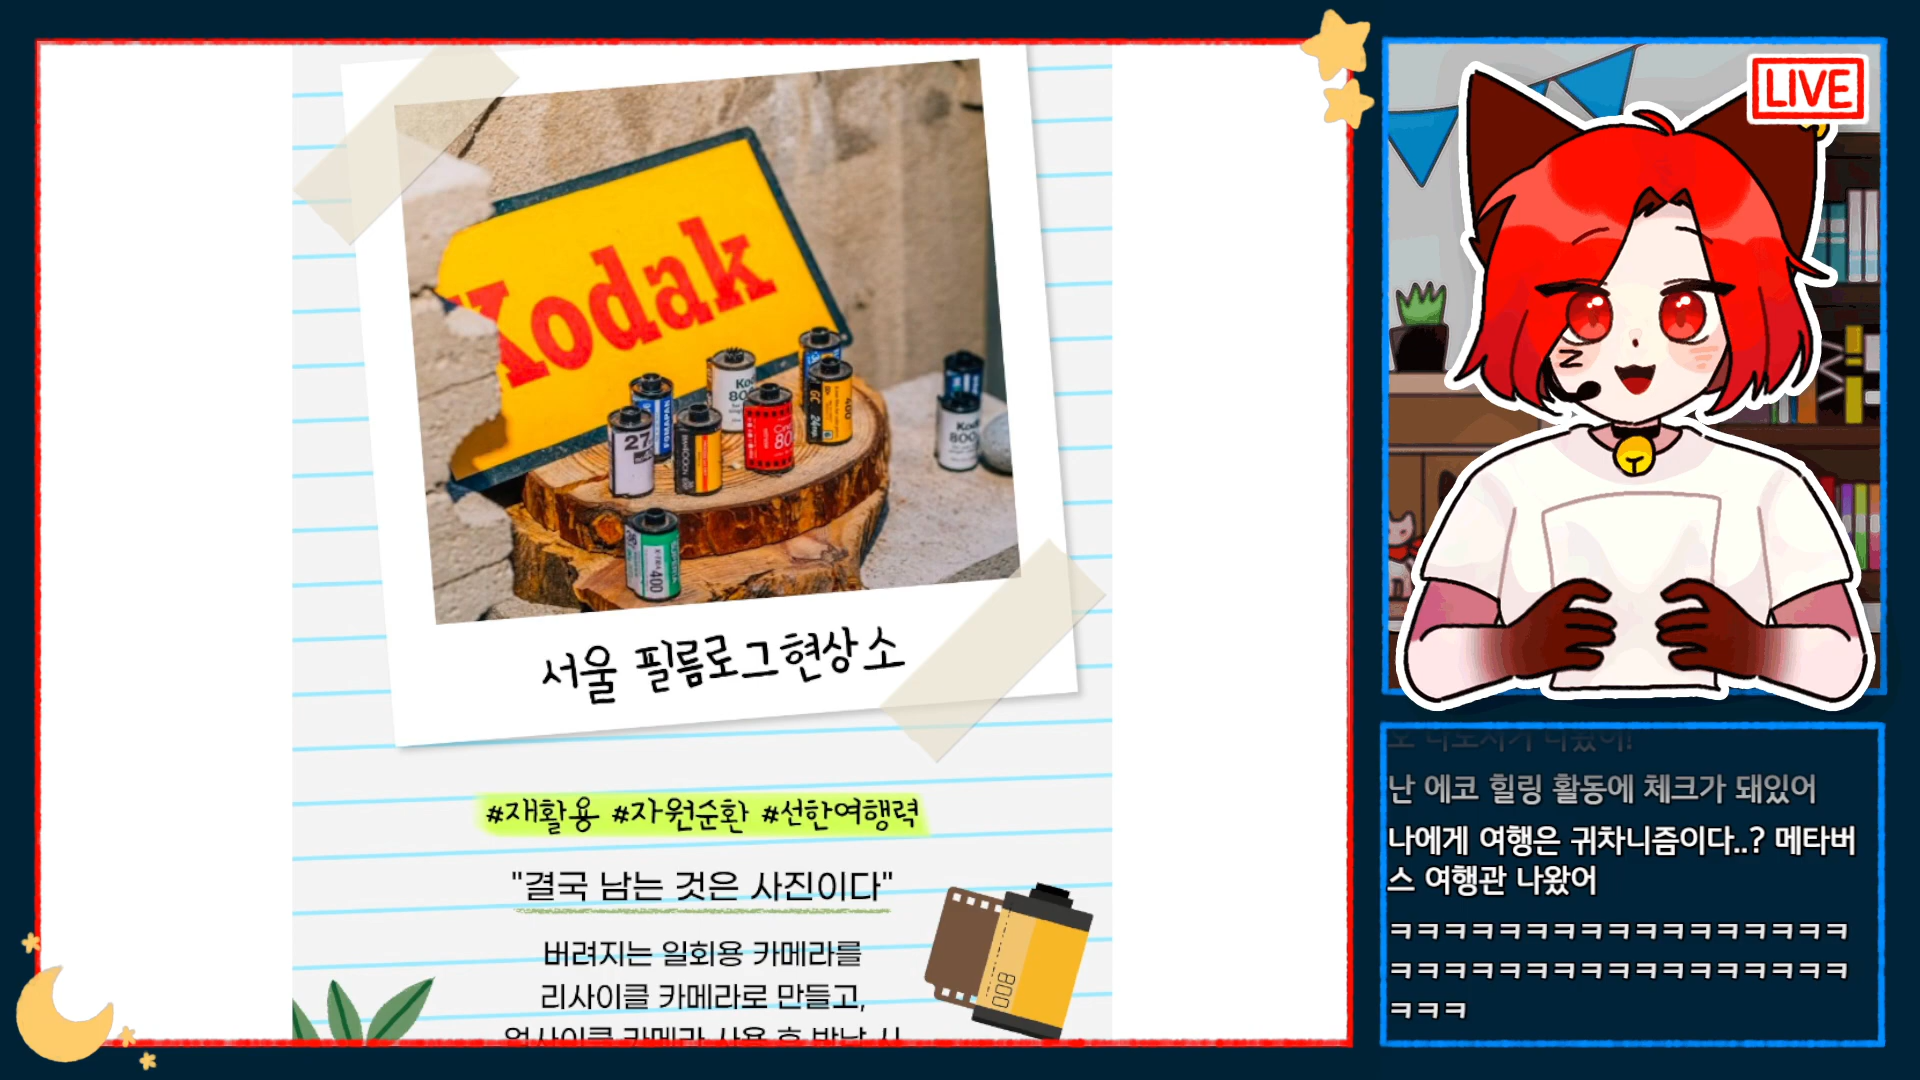 Kodak
서울 필름로그현상소
#재활용 #자원순환 #선한여행력
"결국 남는 것은 사진이다"
버려지는 일회용 카메라를
리사이클 카메라로 만들고,
800
LIVE
난 에코 힐링 활동에 체크가 돼있어
나에게 여행은 귀차니즘이다..? 메타버
스 여행관 나왔어
ㅋㅋㅋㅋㅋㅋㅋㅋㅋㅋㅋㅋㅋㅋㅋㅋㅋ
ㅋㅋㅋㅋㅋㅋㅋㅋㅋㅋㅋㅋㅋㅋㅋㅋㅋ
ㅋㅋㅋ